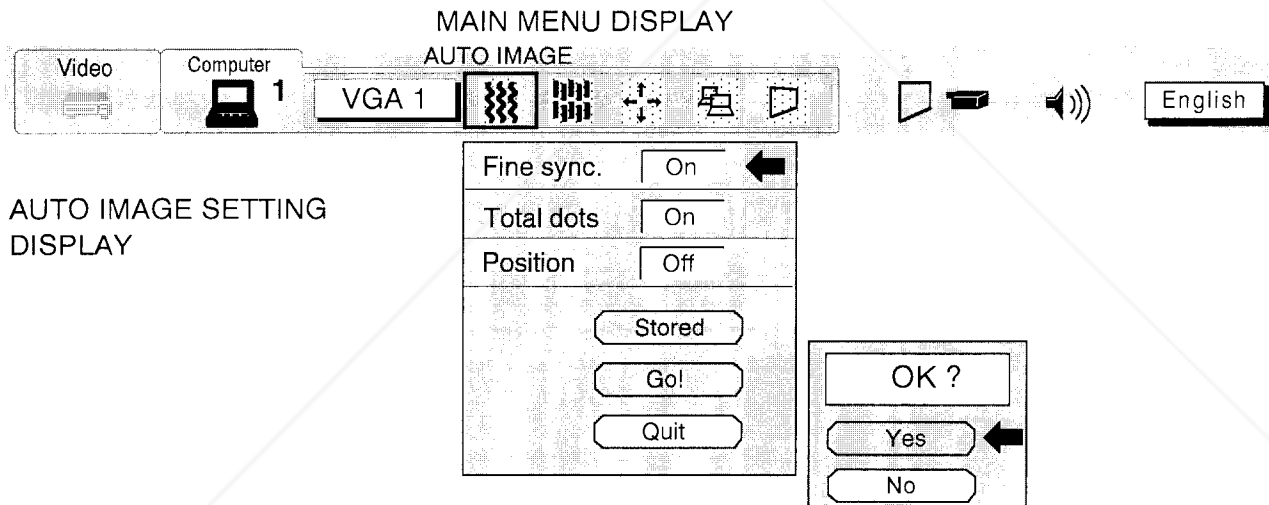 MAIN MENU DISPLAY
AUTO IMAGE
Video
Computer
1
VGA 1
English
AUTO IMAGE SETTING
DISPLAY
Fine sync. On
Total dots On
Position Off
Stored
Go!
Quit
OK ?
Yes
No